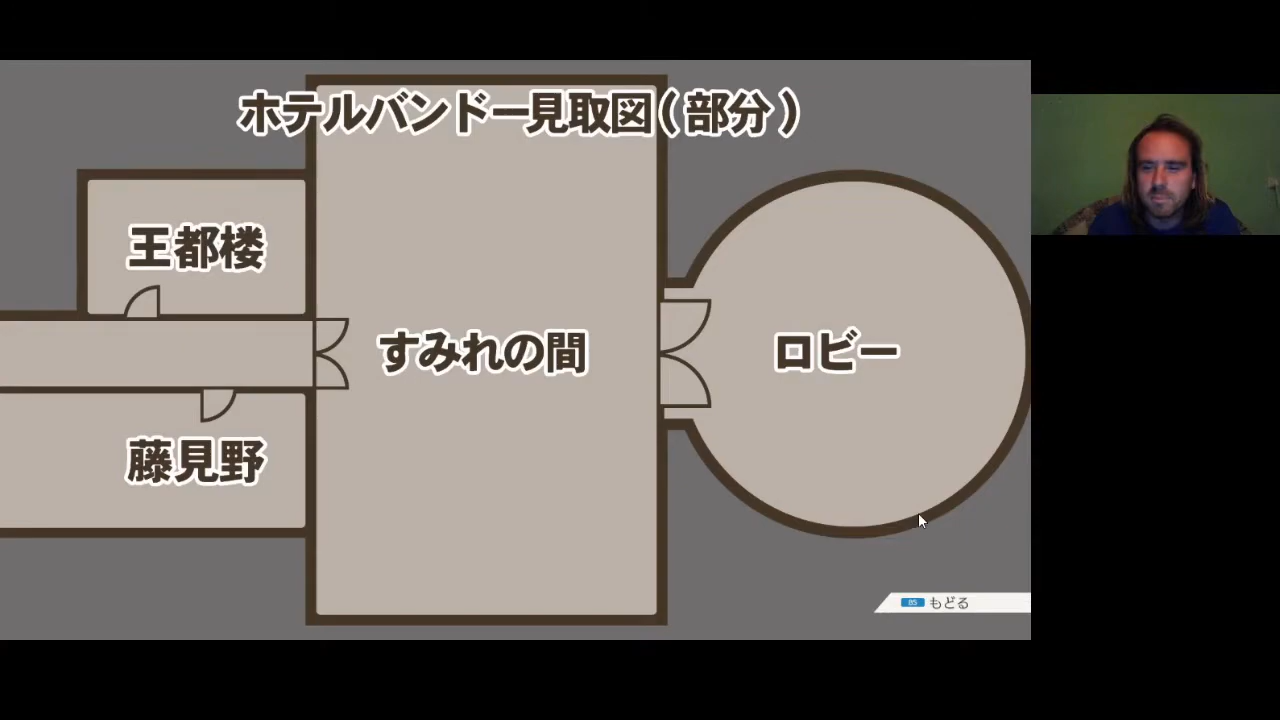 ホテルバンドー見取図(部分)
王都楼
すみれの間
ロビー
藤見野
BS もどる